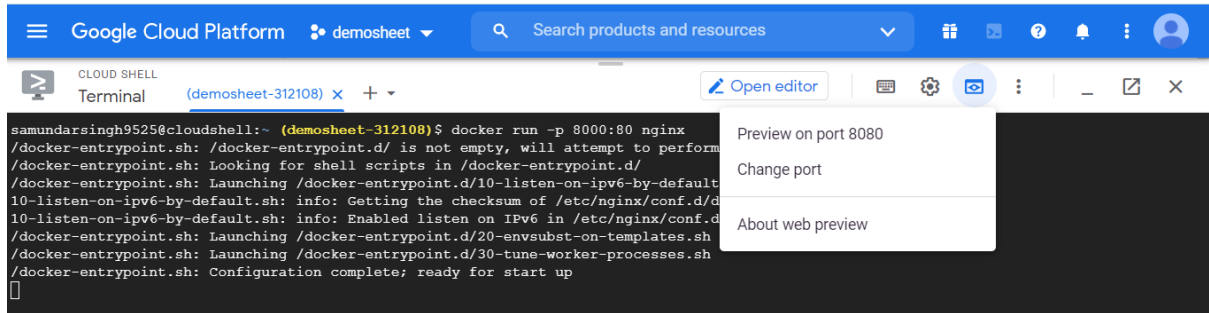 Google Cloud Platform demosheet Search products and resources
CLOUD SHELL
Terminal (demosheet-312108) Open editor
samundarsingh9525@cloudshell:~ (demosheet-312108)$ docker run -p 8000:80 nginx
/docker-entrypoint.sh: /docker-entrypoint.d/ is not empty, will attempt to perform
/docker-entrypoint.sh: Looking for shell scripts in /docker-entrypoint.d/
/docker-entrypoint.sh: Launching /docker-entrypoint.d/10-listen-on-ipv6-by-default
10-listen-on-ipv6-by-default.sh: info: Getting the checksum of /etc/nginx/conf.d/d
10-listen-on-ipv6-by-default.sh: info: Enabled listen on IPv6 in /etc/nginx/conf.d
/docker-entrypoint.sh: Launching /docker-entrypoint.d/20-envsubst-on-templates.sh
/docker-entrypoint.sh: Launching /docker-entrypoint.d/30-tune-worker-processes.sh
/docker-entrypoint.sh: Configuration complete; ready for start up
Preview on port 8080
Change port
About web preview